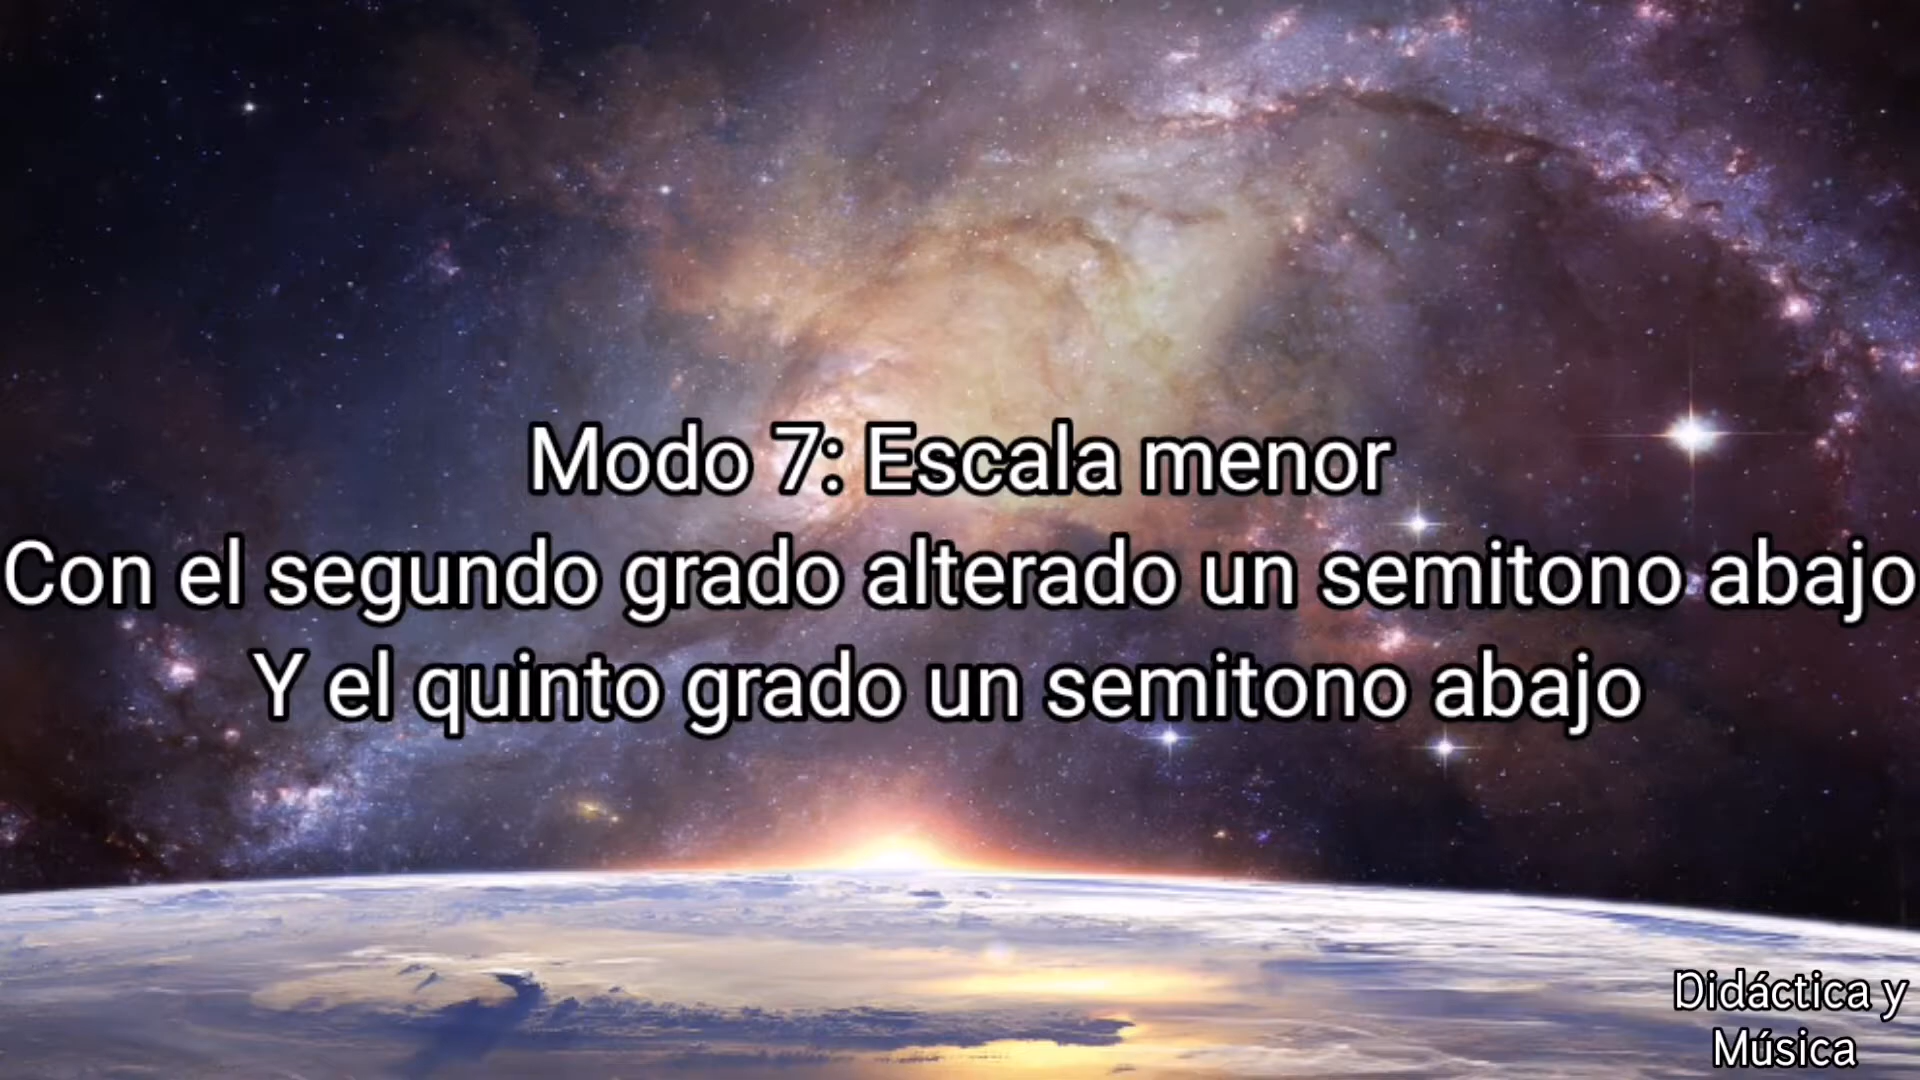 Modo 7: Escala menor
Con el segundo grado alterado un semitono abajo
Y el quinto grado un semitono abajo
Didáctica y
Música